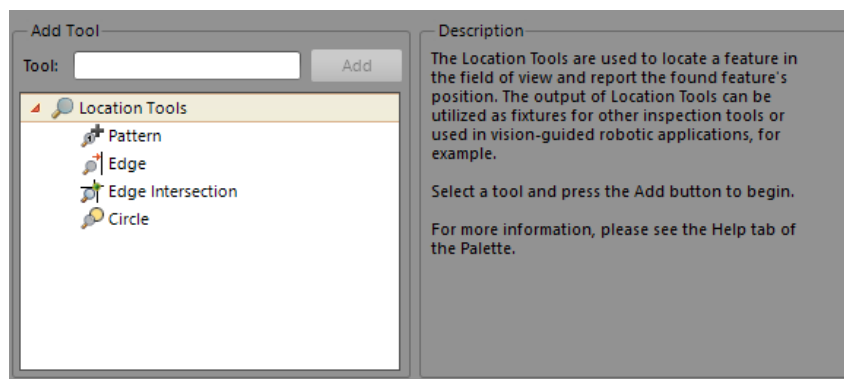 Add Tool
Tool:
Add
Location Tools
Pattern
Edge
Edge Intersection
Circle
Description
The Location Tools are used to locate a feature in
the field of view and report the found feature's
position. The output of Location Tools can be
utilized as fixtures for other inspection tools or
used in vision-guided robotic applications, for
example.
Select a tool and press the Add button to begin.
For more information, please see the Help tab of
the Palette.